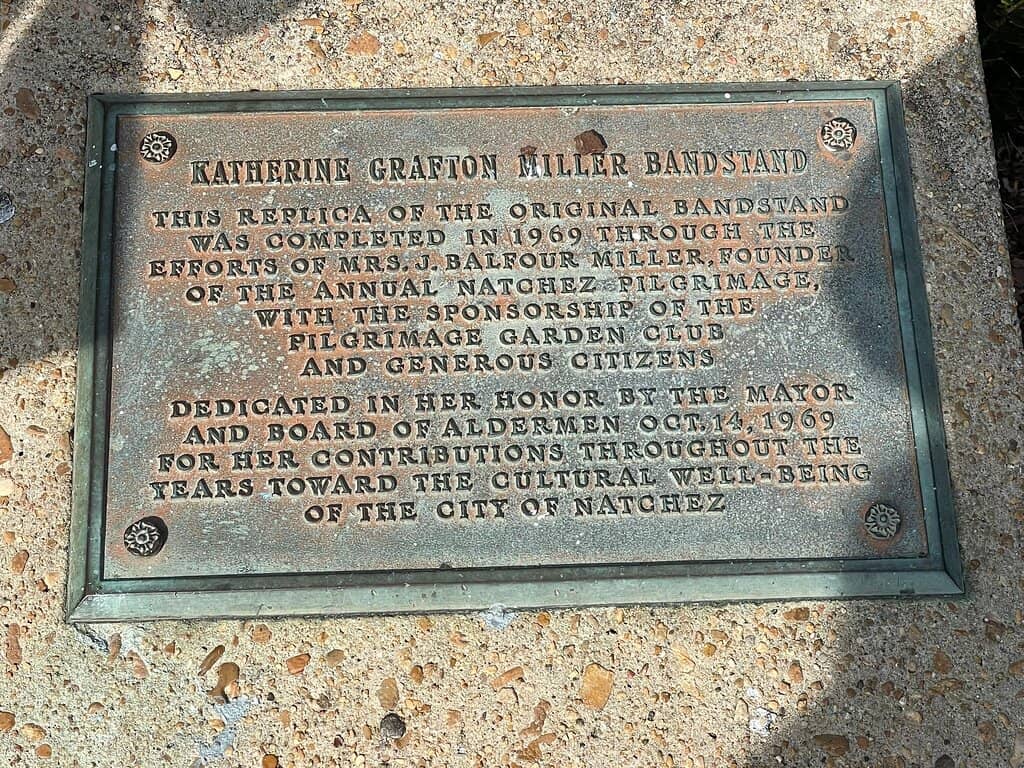 KATHERINE GRAFTON MILLER BANDSTAND
THIS REPLICA OF THE ORIGINAL BANDSTAND
WAS COMPLETED IN 1969 THROUGH THE
EFFORTS OF MRS. J. BALFOUR MILLER, FOUNDER
OF THE ANNUAL NATCHEZ PILGRIMAGE,
WITH THE SPONSORSHIP OF THE
PILGRIMAGE GARDEN CLUB
AND GENEROUS CITIZENS
DEDICATED IN HER HONOR BY THE MAYOR
AND BOARD OF ALDERMEN OCT. 14, 1969
FOR HER CONTRIBUTIONS THROUGHOUT THE
YEARS TOWARD THE CULTURAL WELL-BEING
OF THE CITY OF NATCHEZ